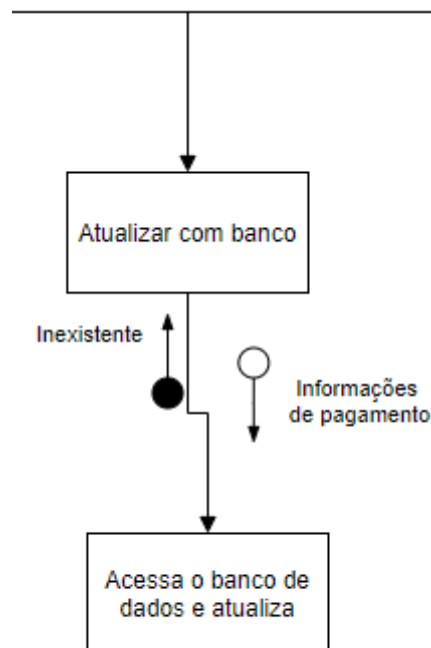 Atualizar com banco
Inexistente
Informações
de pagamento
Acessa o banco de
dados e atualiza